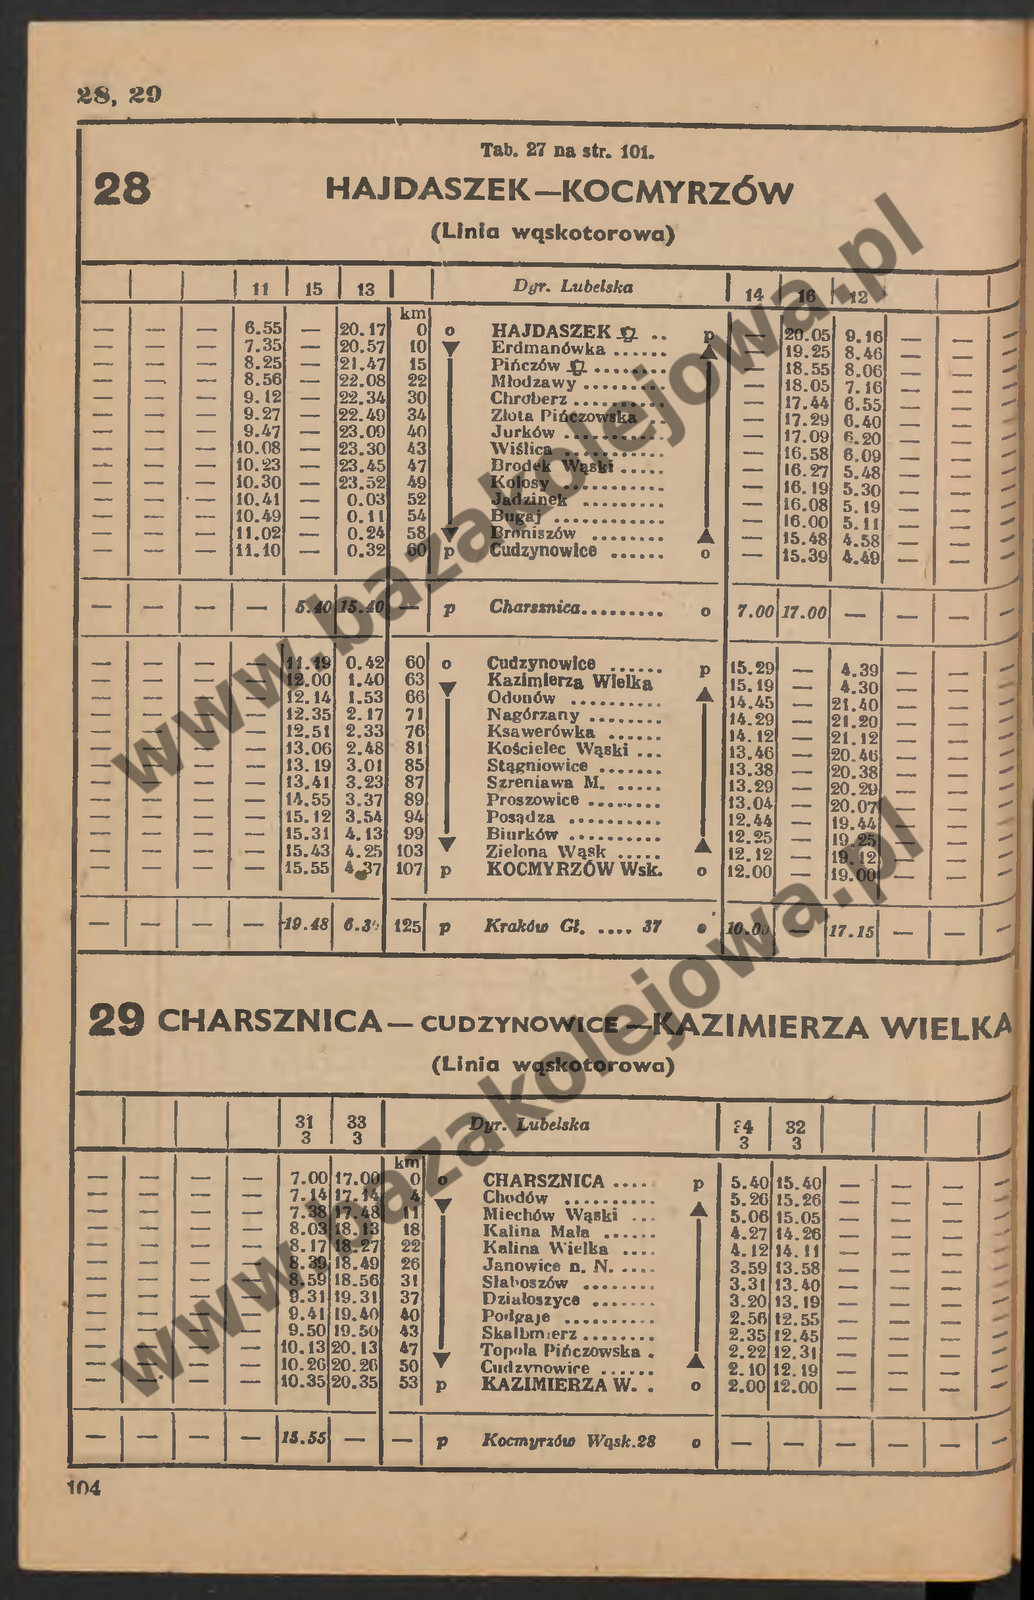 28, 29
Tab. 27 na str. 101.
28 HAJDASZEK—KOCMYRZÓW
(Linia wąskotorowa)
11 15 13 Dyr. Lubelska 14 16 12
km
— — — 6.55 — 20.17 0 o HAJDASZEK .. p — 20.05 9.16 — — —
— — — 7.35 — 20.57 10 Erdmanówka ....... — 19.25 8.46 — — —
— — — 8.25 — 21.47 15 Pińczów ......... — 18.55 8.06 — — —
— — — 8.56 — 22.08 22 Młodzawy .......... — 18.05 7.16 — — —
— — — 9.12 — 22.34 30 Chroberz ........... — 17.44 6.55 — — —
— — — 9.27 — 22.49 34 Złota Pińczowska .. — 17.29 6.40 — — —
— — — 9.47 — 23.09 40 Jurków ............ — 17.09 6.20 — — —
— — — 10.08 — 23.30 43 Wiślica ............ — 16.58 6.09 — — —
— — — 10.23 — 23.45 47 Brodek Wąski ..... — 16.27 5.48 — — —
— — — 10.30 — 23.52 49 Kolosy ............ — 16.19 5.30 — — —
— — — 10.41 — 0.03 52 Jadzinek .......... — 16.08 5.19 — — —
— — — 10.49 — 0.11 54 Bugaj ............. — 16.00 5.11 — — —
— — — 11.02 — 0.24 58 Broniszów ......... — 15.48 4.58 — — —
— — — 11.10 — 0.32 60 p Cudzynowice ...... o — 15.39 4.49 — — —
— — — — 5.40 15.40 — p Charsznica.......... o 7.00 17.00 — — — —
— — — — 11.49 0.42 60 o Cudzynowice ...... p 15.29 — 4.39 — — —
— — — — 12.00 1.40 63 Kazimierza Wielka 15.19 — 4.30 — — —
— — — — 12.14 1.53 66 Odonów ........... 14.45 — 21.40 — — —
— — — — 12.35 2.17 71 Nagórzany ......... 14.29 — 21.20 — — —
— — — — 12.51 2.33 76 Ksawerówka ...... 14.12 — 21.12 — — —
— — — — 13.06 2.48 81 Kościelec Wąski ... 13.46 — 20.46 — — —
— — — — 13.19 3.01 85 Stągniowice ........ 13.38 — 20.38 — — —
— — — — 13.41 3.23 87 Szreniawa M. ...... 13.29 — 20.29 — — —
— — — — 14.55 3.37 89 Proszowice ......... 13.04 — 20.07 — — —
— — — — 15.12 3.54 94 Posądza ........... 12.44 — 19.44 — — —
— — — — 15.31 4.13 99 Biurków ........... 12.25 — 19.25 — — —
— — — — 15.43 4.25 103 Zielona Wąsk ..... 12.12 — 19.12 — — —
— — — — 15.55 4.37 107 p KOCMYRZÓW Wsk. o 12.00 — 19.00 — — —
— — — — 19.48 125 p Kraków Gł. .... 37 — 17.15 — — —
29 CHARSZNICA— CUDZYNOWICE —KAZIMIERZA WIELKA
(Linia wąskotorowa)
31 33 Dyr. Lubelska 34 32
3 3 3 3
km
— — — — 7.00 17.00 0 o CHARSZNICA .... p 5.40 15.40 — — — —
— — — — 7.14 17.14 4 Chodów .......... 5.26 15.26 — — — —
— — — — 7.38 17.48 11 Miechów Wąski ... 5.06 15.05 — — — —
— — — — 8.03 18.13 18 Kalina Mała ...... 4.27 14.26 — — — —
— — — — 8.17 18.27 22 Kalina Wielka .... 4.12 14.11 — — — —
— — — — 8.39 18.49 26 Janowice n. N. ..... 3.59 13.58 — — — —
— — — — 8.59 18.56 31 Słaboszów ......... 3.31 13.40 — — — —
— — — — 9.31 19.31 37 Działoszyce ........ 3.20 13.19 — — — —
— — — — 9.41 19.40 40 Podgaje ........... 2.56 12.55 — — — —
— — — — 9.50 19.50 43 Skalbmierz ......... 2.35 12.45 — — — —
— — — — 10.13 20.13 47 Topola Pińczowska . 2.22 12.31 — — — —
— — — — 10.26 20.26 50 Cudzynowice ...... 2.10 12.19 — — — —
— — — — 10.35 20.35 53 p KAZIMIERZA W. . o 2.00 12.00 — — — —
— — — — 15.55 — — p Kocmyrzów Wąsk.28 o — — — — — —
104
www.bazakolejowa.pl
www.bazakolejowa.pl